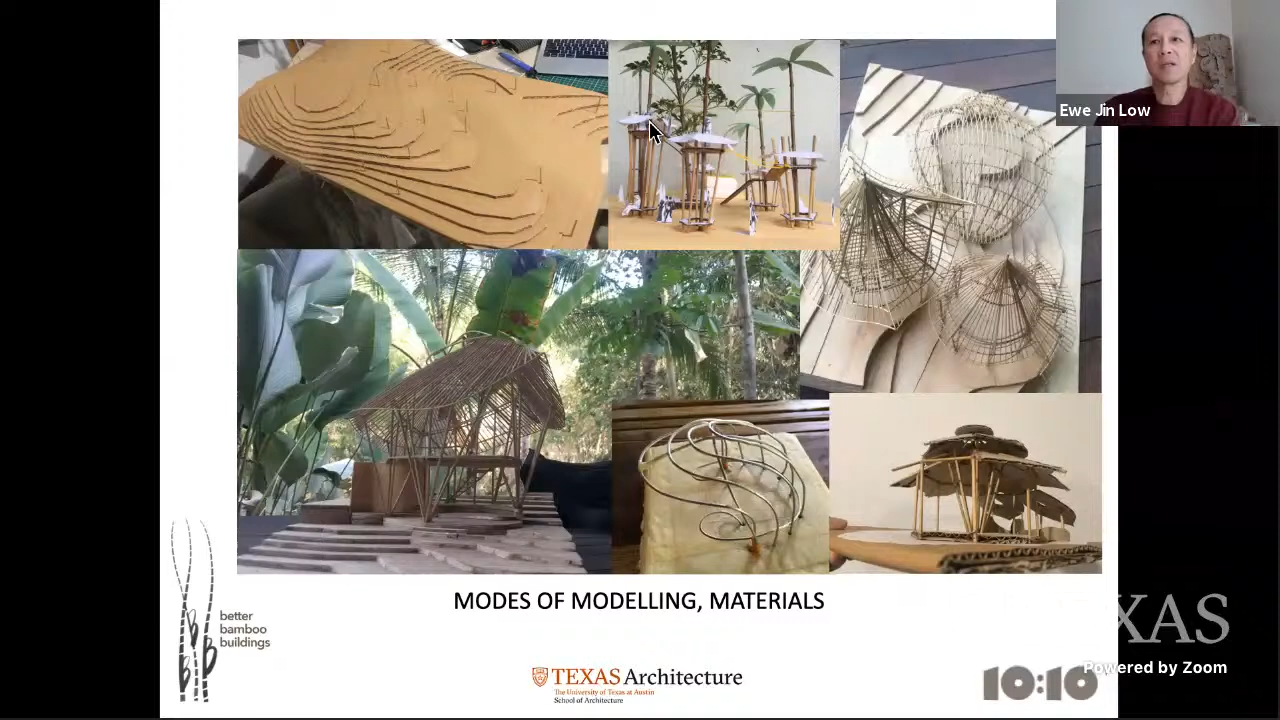 Ewe Jin Low
MODES OF MODELLING, MATERIALS
better
bamboo
buildings
TEXAS Architecture
The University of Texas at Austin
School of Architecture
10:10
XAS
Powered by Zoom